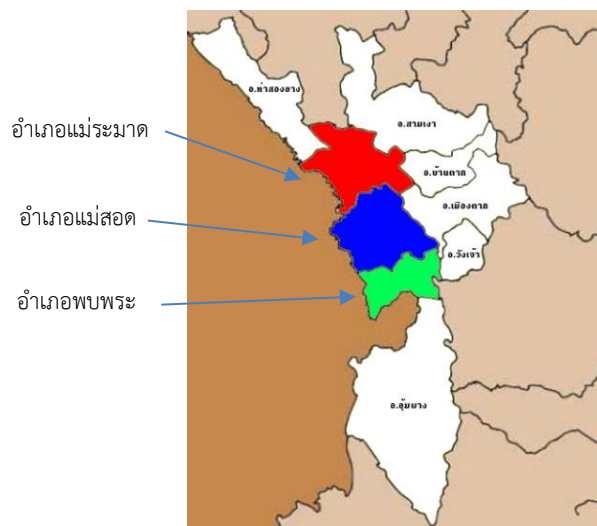 อ.ท่าสองยาง
อ.สามเงา
อำเภอแม่ระมาด
อ.บ้านตาก
อ.เมืองตาก
อำเภอแม่สอด
อ.วังเจ้า
อำเภอพบพระ
อ.อุ้มผาง